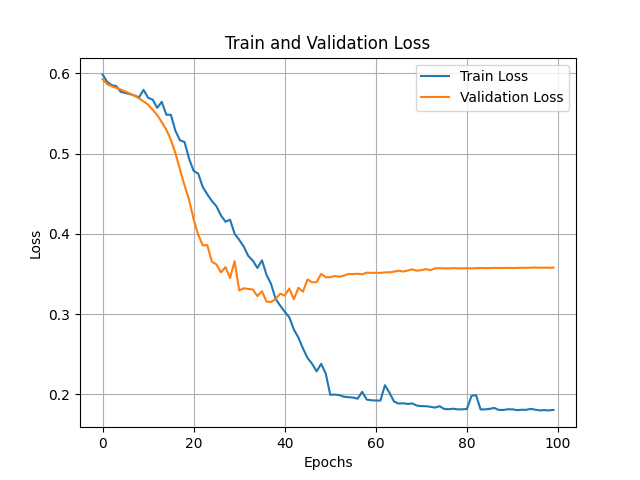 Train and Validation Loss
Train Loss
Validation Loss
Loss
0.6
0.5
0.4
0.3
0.2
0 20 40 60 80 100
Epochs